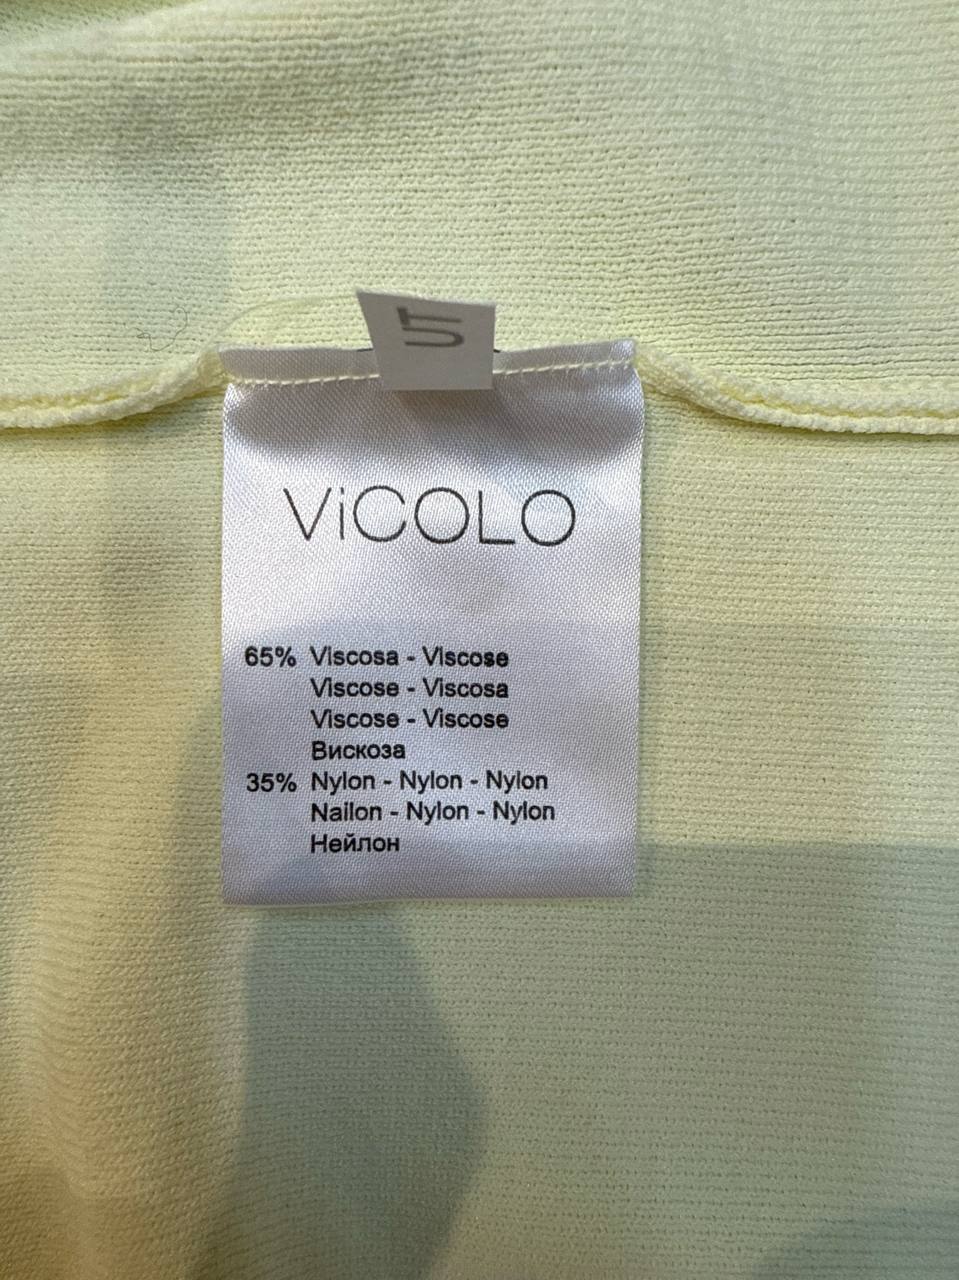 ViCOLO
65% Viscosa - Viscose
Viscose - Viscosa
Viscose - Viscose
Вискоза
35% Nylon - Nylon - Nylon
Nailon - Nylon - Nylon
Нейлон